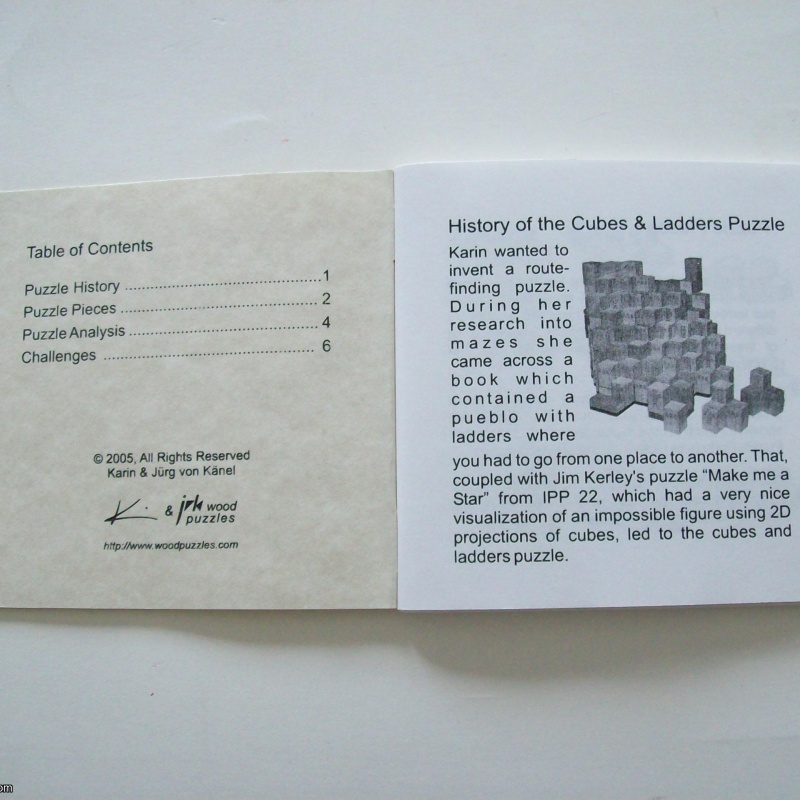 Table of Contents
Puzzle History ........................................1
Puzzle Pieces ........................................ 2
Puzzle Analysis ...................................... 4
Challenges ........................................... 6
© 2005, All Rights Reserved
Karin & Jürg von Känel
K & jvk wood
puzzles
http://www.woodpuzzles.com
History of the Cubes & Ladders Puzzle
Karin wanted to
invent a route-
finding puzzle.
During her
research into
mazes she
came across a
book which
contained a
pueblo with
ladders where
you had to go from one place to another. That,
coupled with Jim Kerley's puzzle “Make me a
Star” from IPP 22, which had a very nice
visualization of an impossible figure using 2D
projections of cubes, led to the cubes and
ladders puzzle.
om